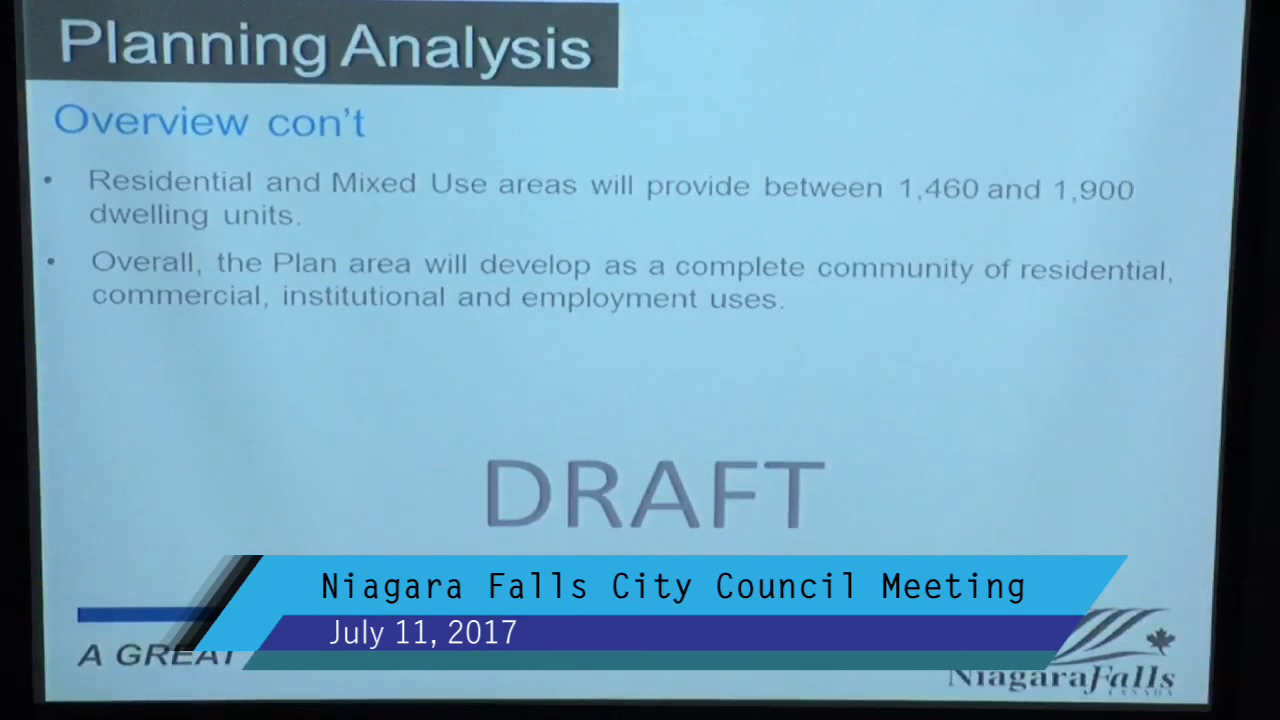 Planning Analysis
Overview con't
• Residential and Mixed Use areas will provide between 1,460 and 1,900
dwelling units.
• Overall, the Plan area will develop as a complete community of residential,
commercial, institutional and employment uses.
DRAFT
Niagara Falls City Council Meeting
July 11, 2017
A GREAT
NiagaraFalls
CANADA